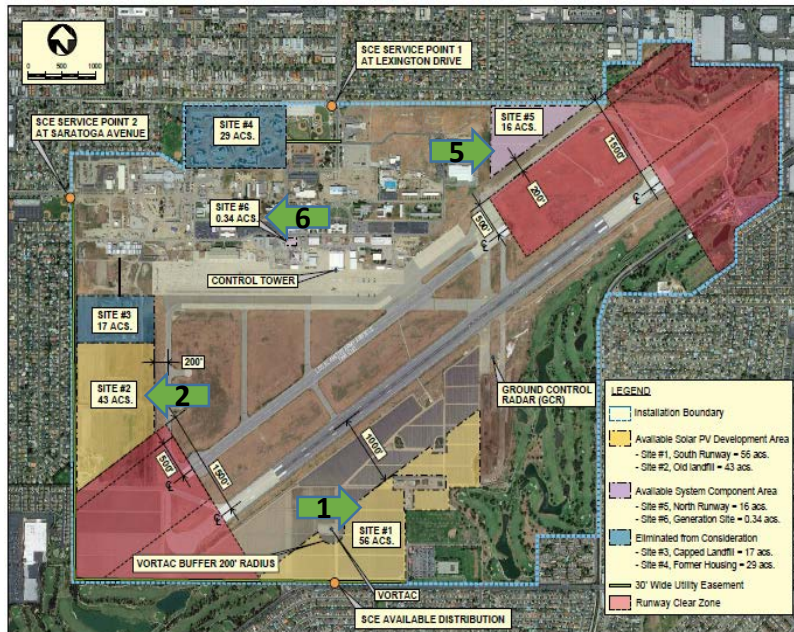 0 500 1000
SCE SERVICE POINT 1
AT LEXINGTON DRIVE
SCE SERVICE POINT 2
AT SARATOGA AVENUE
SITE #4
29 ACS.
SITE #5
16 ACS.
5
1500'
200'
500'
SITE #6
0.34 ACS.
6
CONTROL TOWER
SITE #3
17 ACS.
200'
SITE #2
43 ACS.
2
500'
1500'
GROUND CONTROL
RADAR (GCR)
1000'
1
SITE #1
56 ACS.
VORTAC BUFFER 200' RADIUS
VORTAC
SCE AVAILABLE DISTRIBUTION
LEGEND
Installation Boundary
Available Solar PV Development Area
- Site #1, South Runway = 56 acs.
- Site #2, Old landfill = 43 acs.
Available System Component Area
- Site #5, North Runway = 16 acs.
- Site #6, Generation Site = 0.34 acs.
Eliminated from Consideration
- Site #3, Capped Landfill = 17 acs.
- Site #4, Former Housing = 29 acs.
30' Wide Utility Easement
Runway Clear Zone